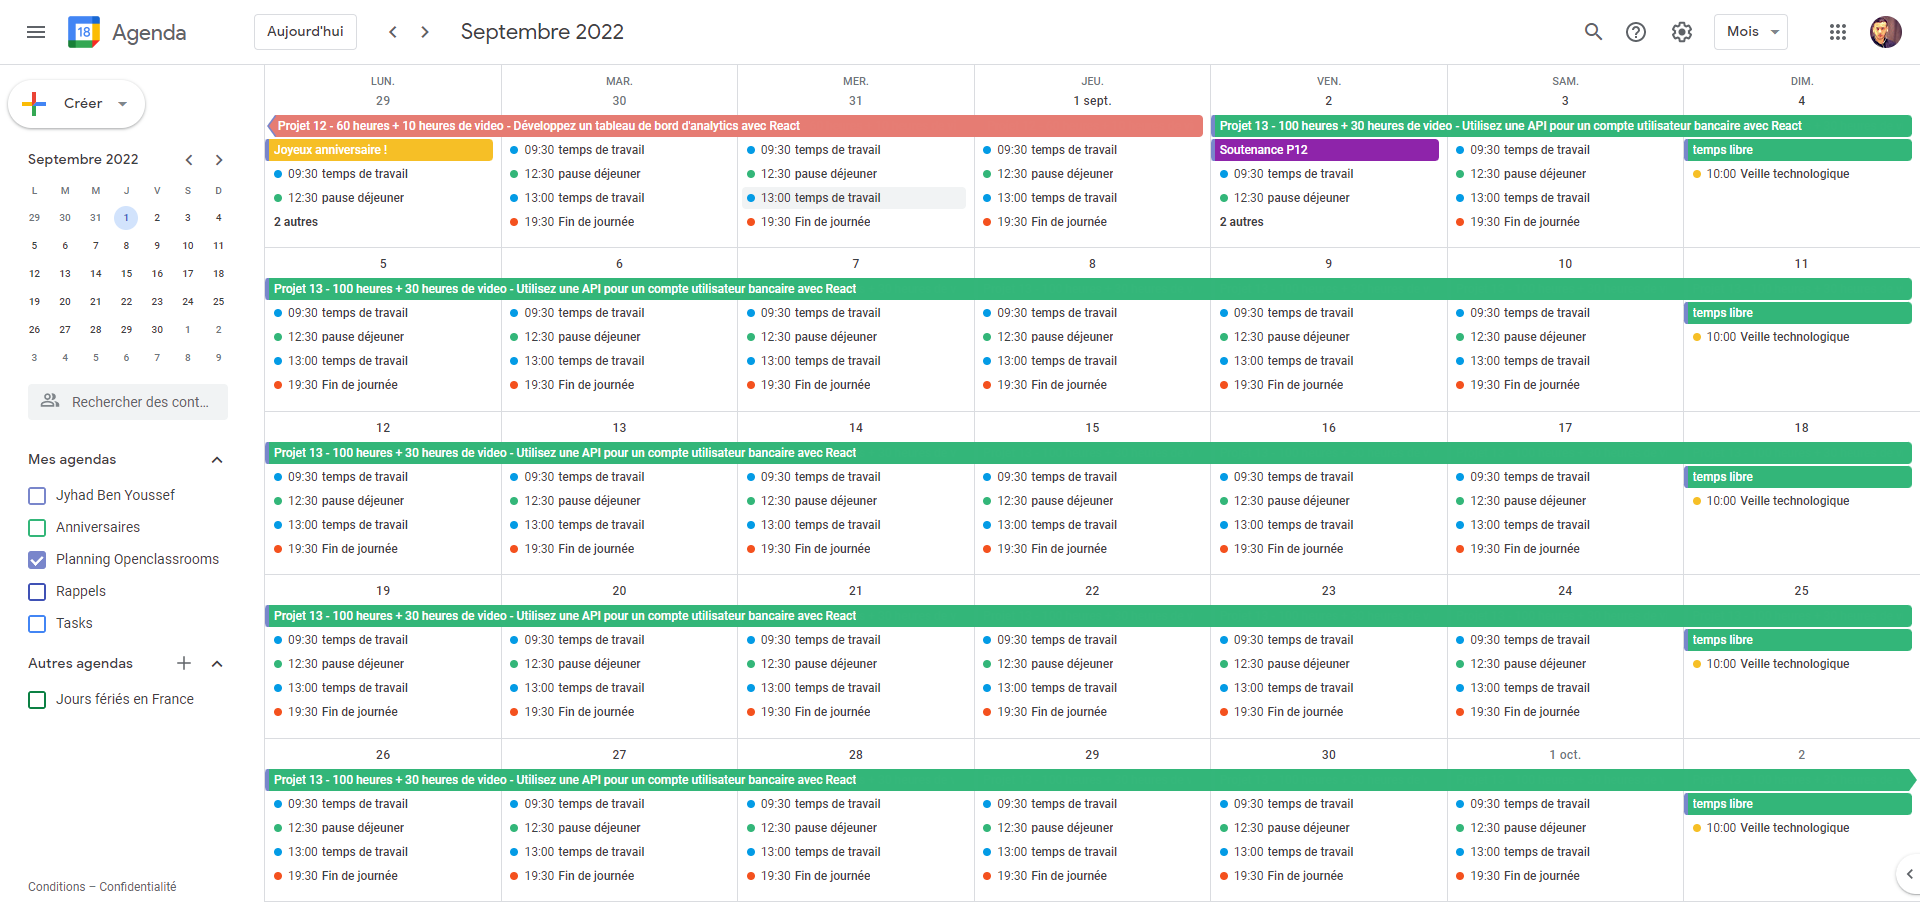 18 Agenda Aujourd'hui Septembre 2022 Mois
Créer
Septembre 2022
L M M J V S D
29 30 31 1 2 3 4
5 6 7 8 9 10 11
12 13 14 15 16 17 18
19 20 21 22 23 24 25
26 27 28 29 30 1 2
3 4 5 6 7 8 9
Rechercher des cont...
Mes agendas
Jyhad Ben Youssef
Anniversaires
Planning Openclassrooms
Rappels
Tasks
Autres agendas
Jours fériés en France
Conditions – Confidentialité
LUN. MAR. MER. JEU. VEN. SAM. DIM.
29 30 31 1 sept. 2 3 4
Projet 12 - 60 heures + 10 heures de video - Développez un tableau de bord d'analytics avec React Projet 13 - 100 heures + 30 heures de video - Utilisez une API pour un compte utilisateur bancaire avec React
Joyeux anniversaire ! 09:30 temps de travail 09:30 temps de travail 09:30 temps de travail Soutenance P12 09:30 temps de travail temps libre
09:30 temps de travail 12:30 pause déjeuner 12:30 pause déjeuner 12:30 pause déjeuner 09:30 temps de travail 12:30 pause déjeuner 10:00 Veille technologique
12:30 pause déjeuner 13:00 temps de travail 13:00 temps de travail 13:00 temps de travail 12:30 pause déjeuner 13:00 temps de travail
2 autres 19:30 Fin de journée 19:30 Fin de journée 19:30 Fin de journée 2 autres 19:30 Fin de journée
5 6 7 8 9 10 11
Projet 13 - 100 heures + 30 heures de video - Utilisez une API pour un compte utilisateur bancaire avec React
09:30 temps de travail 09:30 temps de travail 09:30 temps de travail 09:30 temps de travail 09:30 temps de travail 09:30 temps de travail temps libre
12:30 pause déjeuner 12:30 pause déjeuner 12:30 pause déjeuner 12:30 pause déjeuner 12:30 pause déjeuner 12:30 pause déjeuner 10:00 Veille technologique
13:00 temps de travail 13:00 temps de travail 13:00 temps de travail 13:00 temps de travail 13:00 temps de travail 13:00 temps de travail
19:30 Fin de journée 19:30 Fin de journée 19:30 Fin de journée 19:30 Fin de journée 19:30 Fin de journée 19:30 Fin de journée
12 13 14 15 16 17 18
Projet 13 - 100 heures + 30 heures de video - Utilisez une API pour un compte utilisateur bancaire avec React
09:30 temps de travail 09:30 temps de travail 09:30 temps de travail 09:30 temps de travail 09:30 temps de travail 09:30 temps de travail temps libre
12:30 pause déjeuner 12:30 pause déjeuner 12:30 pause déjeuner 12:30 pause déjeuner 12:30 pause déjeuner 12:30 pause déjeuner 10:00 Veille technologique
13:00 temps de travail 13:00 temps de travail 13:00 temps de travail 13:00 temps de travail 13:00 temps de travail 13:00 temps de travail
19:30 Fin de journée 19:30 Fin de journée 19:30 Fin de journée 19:30 Fin de journée 19:30 Fin de journée 19:30 Fin de journée
19 20 21 22 23 24 25
Projet 13 - 100 heures + 30 heures de video - Utilisez une API pour un compte utilisateur bancaire avec React
09:30 temps de travail 09:30 temps de travail 09:30 temps de travail 09:30 temps de travail 09:30 temps de travail 09:30 temps de travail temps libre
12:30 pause déjeuner 12:30 pause déjeuner 12:30 pause déjeuner 12:30 pause déjeuner 12:30 pause déjeuner 12:30 pause déjeuner 10:00 Veille technologique
13:00 temps de travail 13:00 temps de travail 13:00 temps de travail 13:00 temps de travail 13:00 temps de travail 13:00 temps de travail
19:30 Fin de journée 19:30 Fin de journée 19:30 Fin de journée 19:30 Fin de journée 19:30 Fin de journée 19:30 Fin de journée
26 27 28 29 30 1 oct. 2
Projet 13 - 100 heures + 30 heures de video - Utilisez une API pour un compte utilisateur bancaire avec React
09:30 temps de travail 09:30 temps de travail 09:30 temps de travail 09:30 temps de travail 09:30 temps de travail 09:30 temps de travail temps libre
12:30 pause déjeuner 12:30 pause déjeuner 12:30 pause déjeuner 12:30 pause déjeuner 12:30 pause déjeuner 12:30 pause déjeuner 10:00 Veille technologique
13:00 temps de travail 13:00 temps de travail 13:00 temps de travail 13:00 temps de travail 13:00 temps de travail 13:00 temps de travail
19:30 Fin de journée 19:30 Fin de journée 19:30 Fin de journée 19:30 Fin de journée 19:30 Fin de journée 19:30 Fin de journée